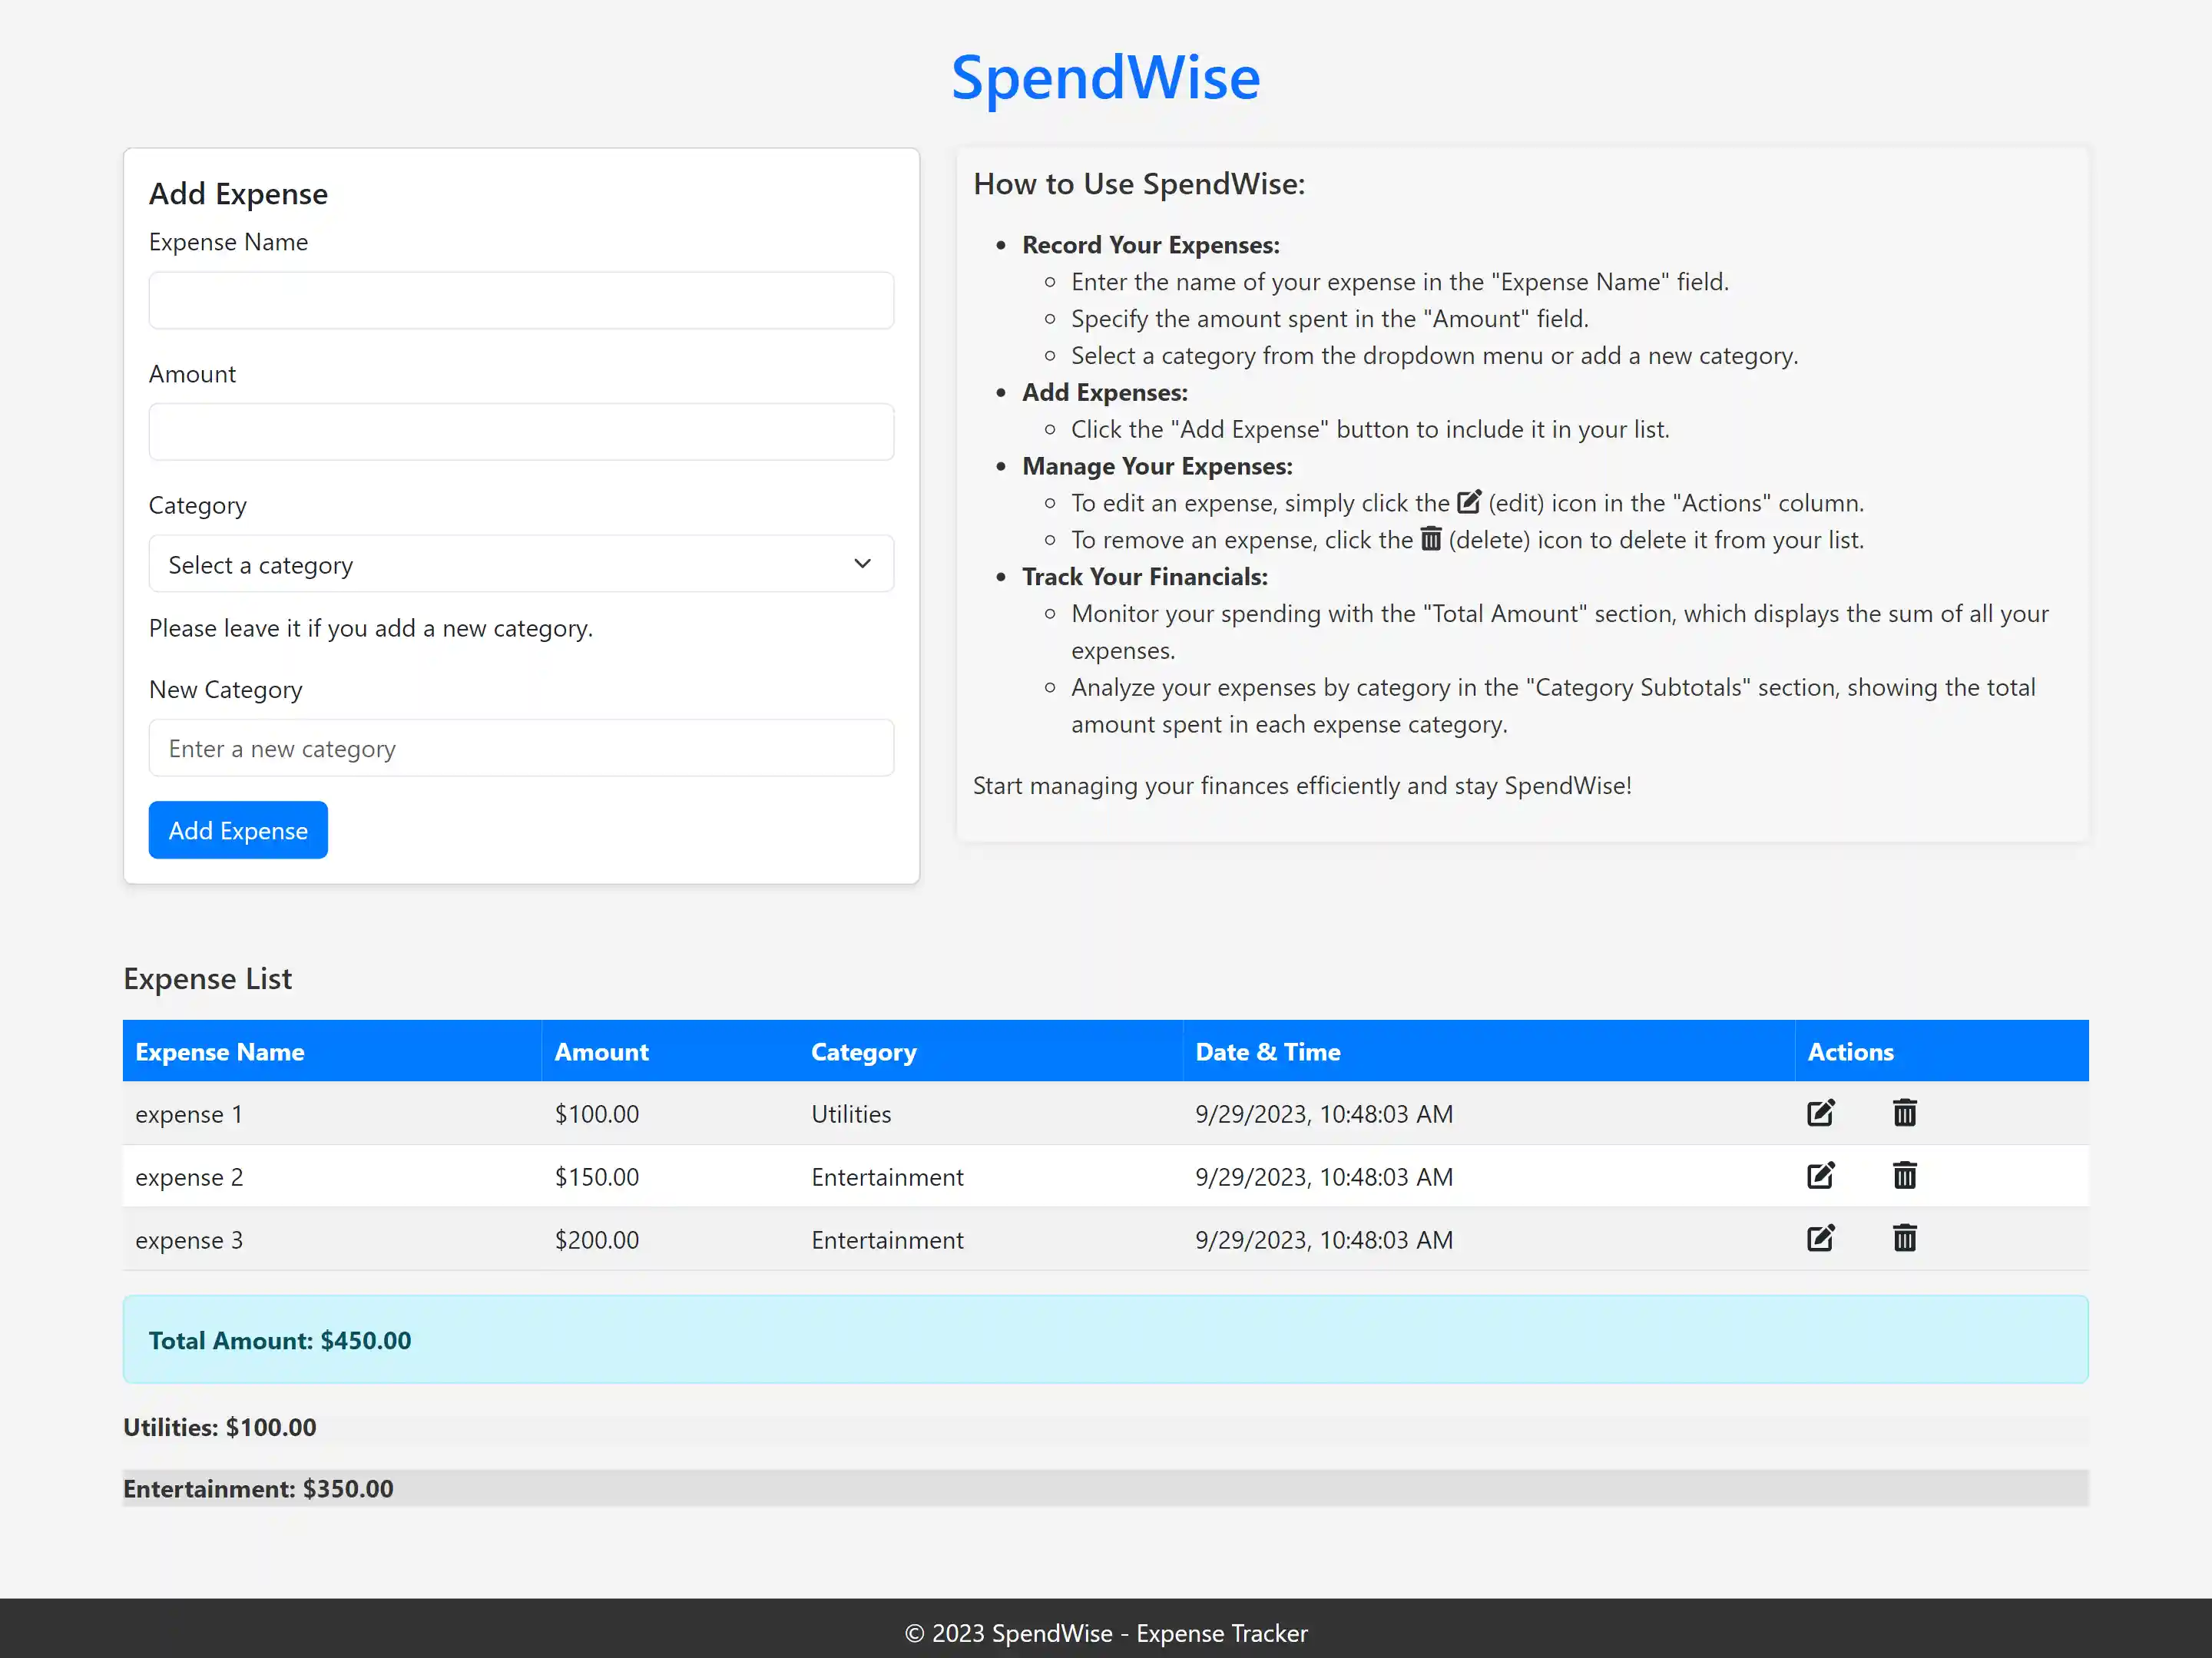 SpendWise
Add Expense
Expense Name
Amount
Category
Select a category
Please leave it if you add a new category.
New Category
Enter a new category
Add Expense
How to Use SpendWise:
Record Your Expenses:
Enter the name of your expense in the "Expense Name" field.
Specify the amount spent in the "Amount" field.
Select a category from the dropdown menu or add a new category.
Add Expenses:
Click the "Add Expense" button to include it in your list.
Manage Your Expenses:
To edit an expense, simply click the (edit) icon in the "Actions" column.
To remove an expense, click the (delete) icon to delete it from your list.
Track Your Financials:
Monitor your spending with the "Total Amount" section, which displays the sum of all your
expenses.
Analyze your expenses by category in the "Category Subtotals" section, showing the total
amount spent in each expense category.
Start managing your finances efficiently and stay SpendWise!
Expense List
Expense Name Amount Category Date & Time Actions
expense 1 $100.00 Utilities 9/29/2023, 10:48:03 AM
expense 2 $150.00 Entertainment 9/29/2023, 10:48:03 AM
expense 3 $200.00 Entertainment 9/29/2023, 10:48:03 AM
Total Amount: $450.00
Utilities: $100.00
Entertainment: $350.00
© 2023 SpendWise - Expense Tracker